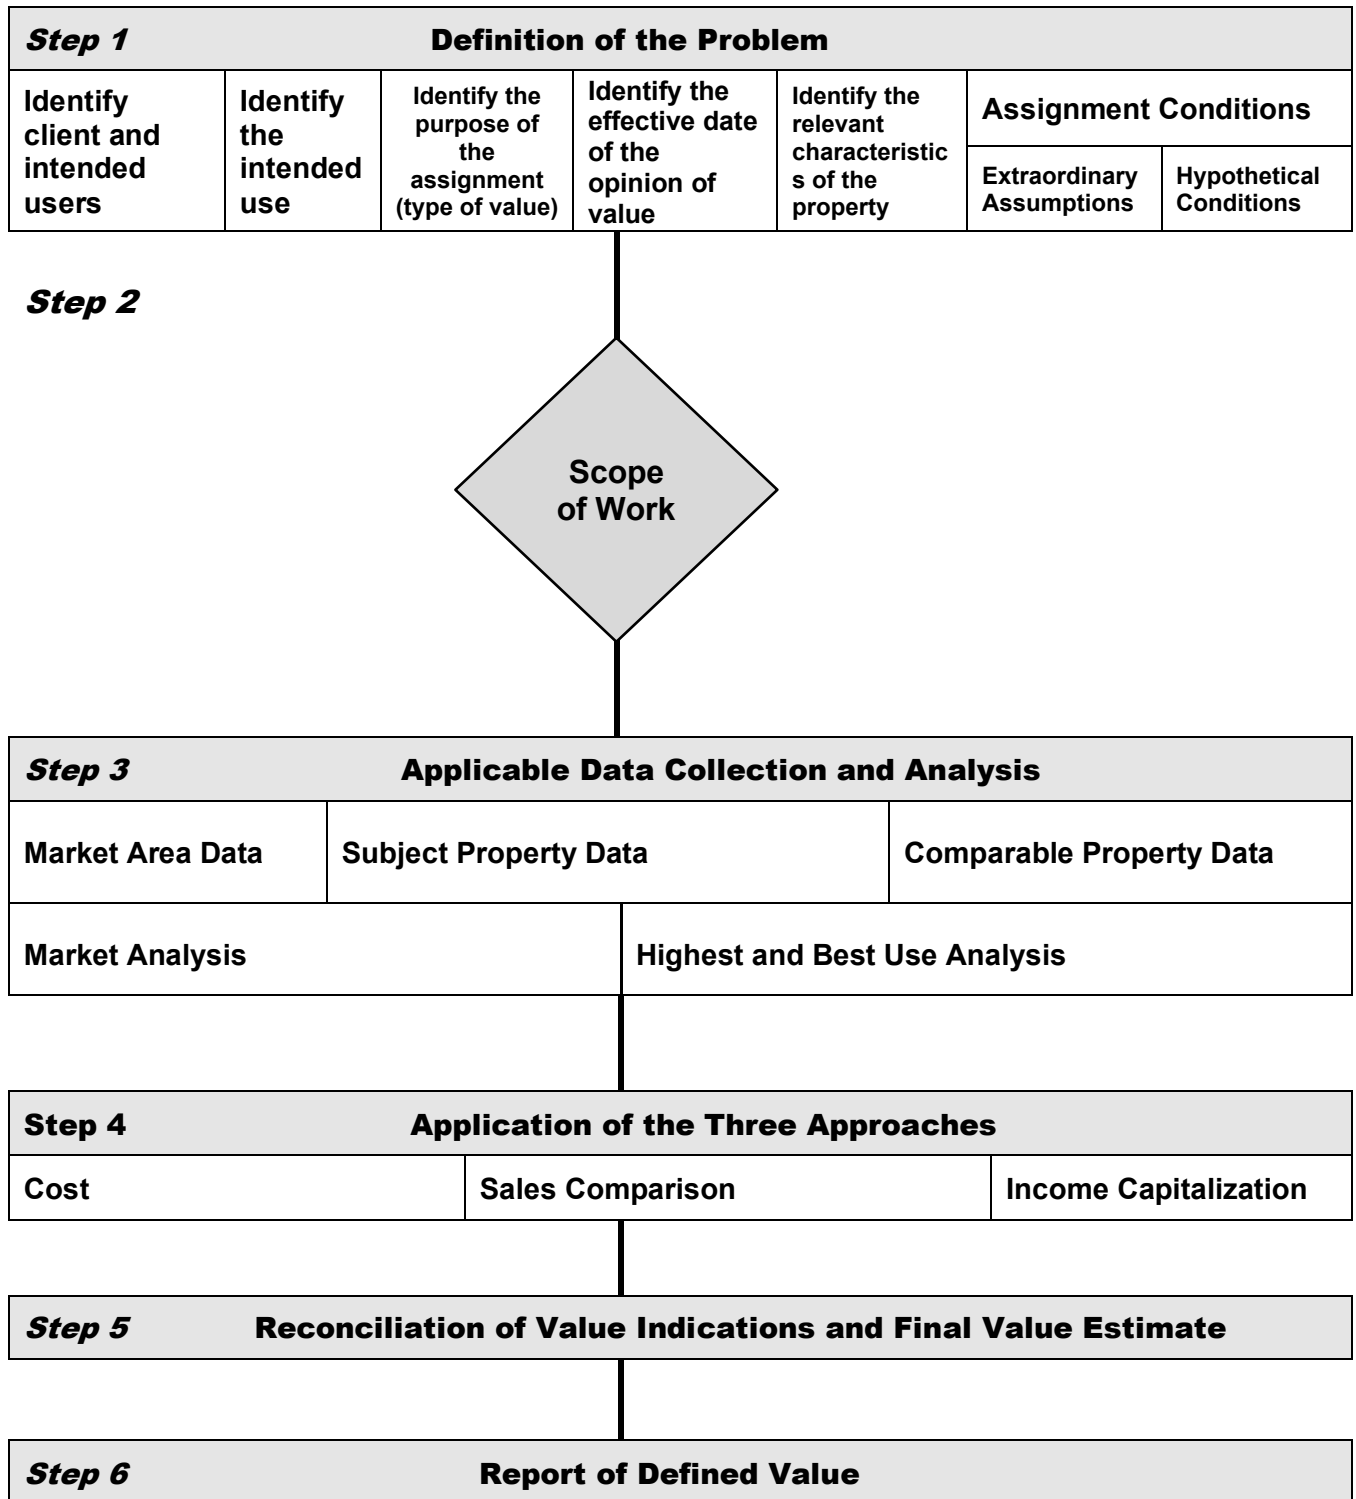 Step 1 Definition of the Problem
Identify
client and
intended
users
Identify
the
intended
use
Identify the
purpose of
the
assignment
(type of value)
Identify the
effective date
of the
opinion of
value
Identify the
relevant
characteristic
s of the
property
Assignment Conditions
Extraordinary
Assumptions
Hypothetical
Conditions
Step 2
Scope
of Work
Step 3 Applicable Data Collection and Analysis
Market Area Data
Subject Property Data
Comparable Property Data
Market Analysis
Highest and Best Use Analysis
Step 4 Application of the Three Approaches
Cost
Sales Comparison
Income Capitalization
Step 5 Reconciliation of Value Indications and Final Value Estimate
Step 6 Report of Defined Value